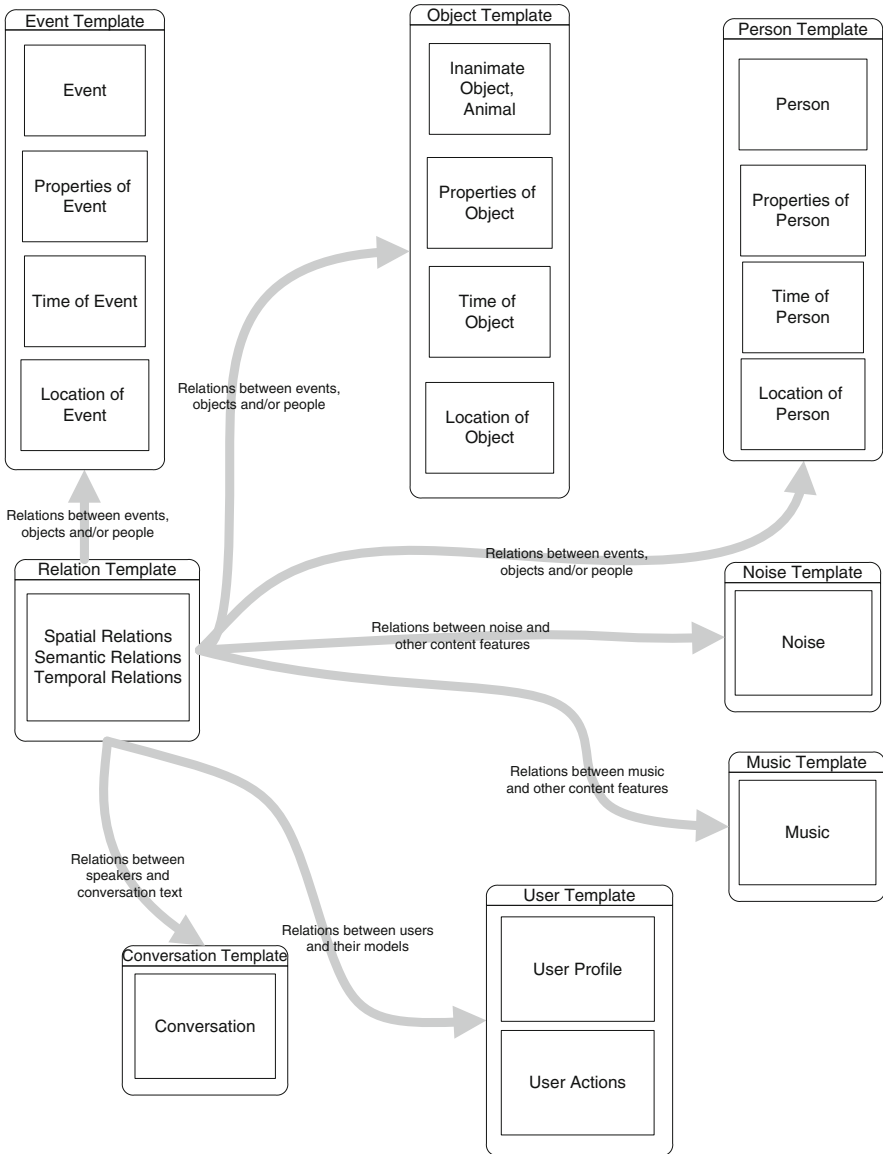 Event Template
Event
Properties of
Event
Time of Event
Location of
Event
Object Template
Inanimate
Object,
Animal
Properties of
Object
Time of
Object
Location of
Object
Person Template
Person
Properties of
Person
Time of
Person
Location of
Person
Relations between events,
objects and/or people
Relations between events,
objects and/or people
Relations between events,
objects and/or people
Relation Template
Spatial Relations
Semantic Relations
Temporal Relations
Relations between noise and
other content features
Noise Template
Noise
Relations between music
and other content features
Music Template
Music
Relations between
speakers and
conversation text
Relations between users
and their models
Conversation Template
Conversation
User Template
User Profile
User Actions